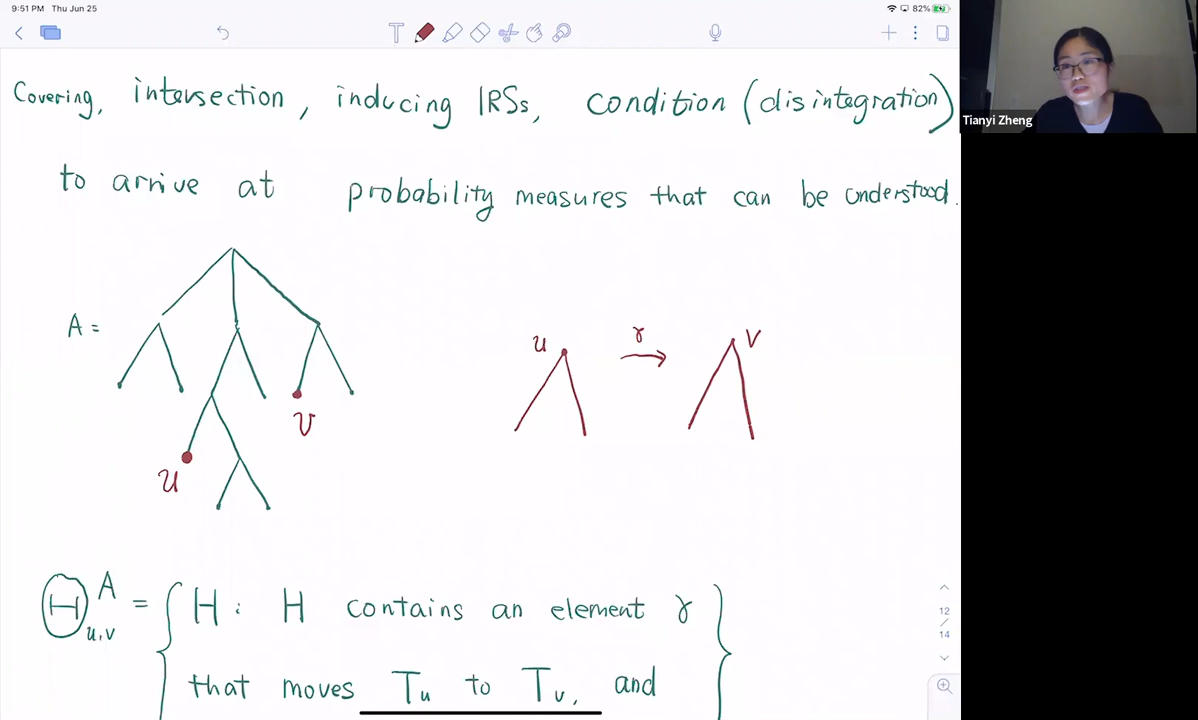 9:51 PM Thu Jun 25
82%
Covering, intersection, inducing IRSs, condition (disintegration)
Tianyi Zheng
to arrive at probability measures that can be understood.
A =
u γ → v
v
u
Θ^A_{u,v} = { H : H contains an element γ
that moves T_u to T_v, and }
12
/
14